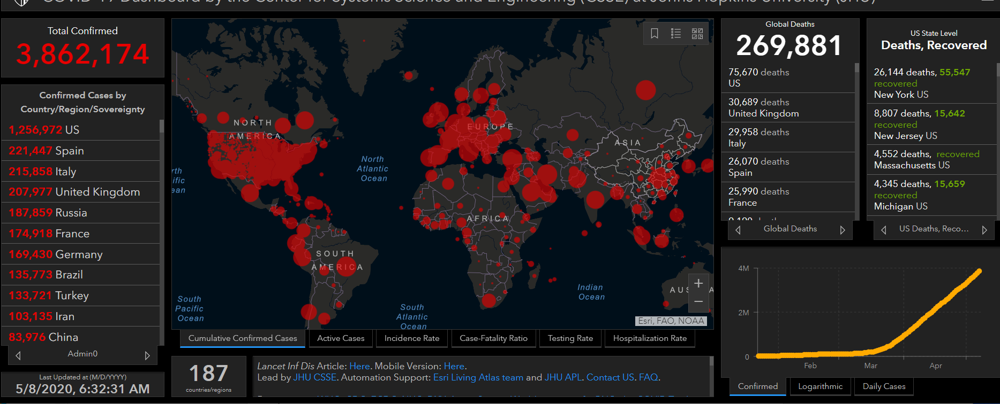 COVID-19 Dashboard by the Center for Systems Science and Engineering (CSSE) at Johns Hopkins University (JHU)
Total Confirmed
3,862,174
Confirmed Cases by
Country/Region/Sovereignty
1,256,972 US
221,447 Spain
215,858 Italy
207,977 United Kingdom
187,859 Russia
174,918 France
169,430 Germany
135,773 Brazil
133,721 Turkey
103,135 Iran
83,976 China
Admin0
Last Updated at (M/D/YYYY)
5/8/2020, 6:32:31 AM
NORTH
AMERICA
EUROPE
ASIA
North
Atlantic
Ocean
rth
ific
ean
AFRICA
SOUTH
AMERICA
South
Pacific
Ocean
South
Atlantic
Ocean
Indian
Ocean
AUS
A
+
−
Esri, FAO, NOAA
Cumulative Confirmed Cases
Active Cases
Incidence Rate
Case-Fatality Ratio
Testing Rate
Hospitalization Rate
187
countries/regions
Lancet Inf Dis Article: Here. Mobile Version: Here.
Lead by JHU CSSE. Automation Support: Esri Living Atlas team and JHU APL. Contact US. FAQ.
Global Deaths
269,881
75,670 deaths
US
30,689 deaths
United Kingdom
29,958 deaths
Italy
26,070 deaths
Spain
25,990 deaths
France
Global Deaths
US State Level
Deaths, Recovered
26,144 deaths, 55,547
recovered
New York US
8,807 deaths, 15,642
recovered
New Jersey US
4,552 deaths, recovered
Massachusetts US
4,345 deaths, 15,659
recovered
Michigan US
US Deaths, Reco...
4M
2M
0
Feb
Mar
Apr
Confirmed
Logarithmic
Daily Cases